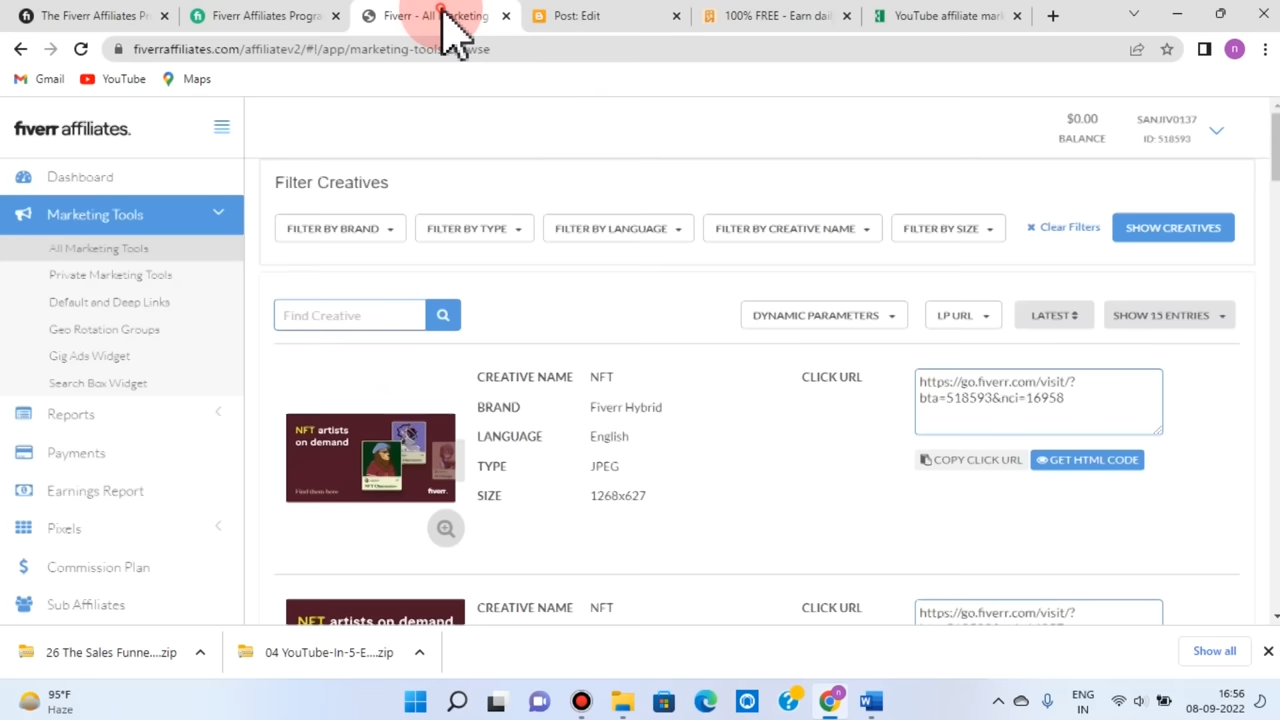 The Fiverr Affiliates P
Fiverr Affiliates Progra
Fiverr - All Marketing
Post: Edit
100% FREE - Earn dail
YouTube affiliate mar
fiverraffiliates.com/affiliatev2/#!/app/marketing-tools
Gmail
YouTube
Maps
n
fiverr affiliates.
$0.00
BALANCE
SANJIV0137
ID: 518593
Dashboard
Marketing Tools
All Marketing Tools
Private Marketing Tools
Default and Deep Links
Geo Rotation Groups
Gig Ads Widget
Search Box Widget
Reports
Payments
Earnings Report
Pixels
Commission Plan
Sub Affiliates
Filter Creatives
FILTER BY BRAND
FILTER BY TYPE
FILTER BY LANGUAGE
FILTER BY CREATIVE NAME
FILTER BY SIZE
Clear Filters
SHOW CREATIVES
Find Creative
DYNAMIC PARAMETERS
LP URL
LATEST
SHOW 15 ENTRIES
NFT artists
on demand
Find them here.
fiverr.
CREATIVE NAME NFT
BRAND Fiverr Hybrid
LANGUAGE English
TYPE JPEG
SIZE 1268x627
CLICK URL
https://go.fiverr.com/visit/?
bta=518593&nci=16958
COPY CLICK URL
GET HTML CODE
NFT artists on demand
CREATIVE NAME NFT
CLICK URL
https://go.fiverr.com/visit/?
26 The Sales Funne....zip
04 YouTube-In-5-E....zip
Show all
95°F
Haze
ENG
IN
16:56
08-09-2022